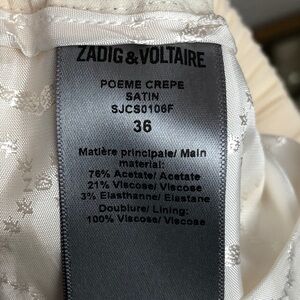 ZADIG & VOLTAIRE
POEME CREPE
SATIN
SJCS0106F
36
Matière principale/ Main
material:
76% Acetate/ Acetate
21% Viscose/ Viscose
3% Elasthanne/ Elastane
Doublure/ Lining:
100% Viscose/ Viscose